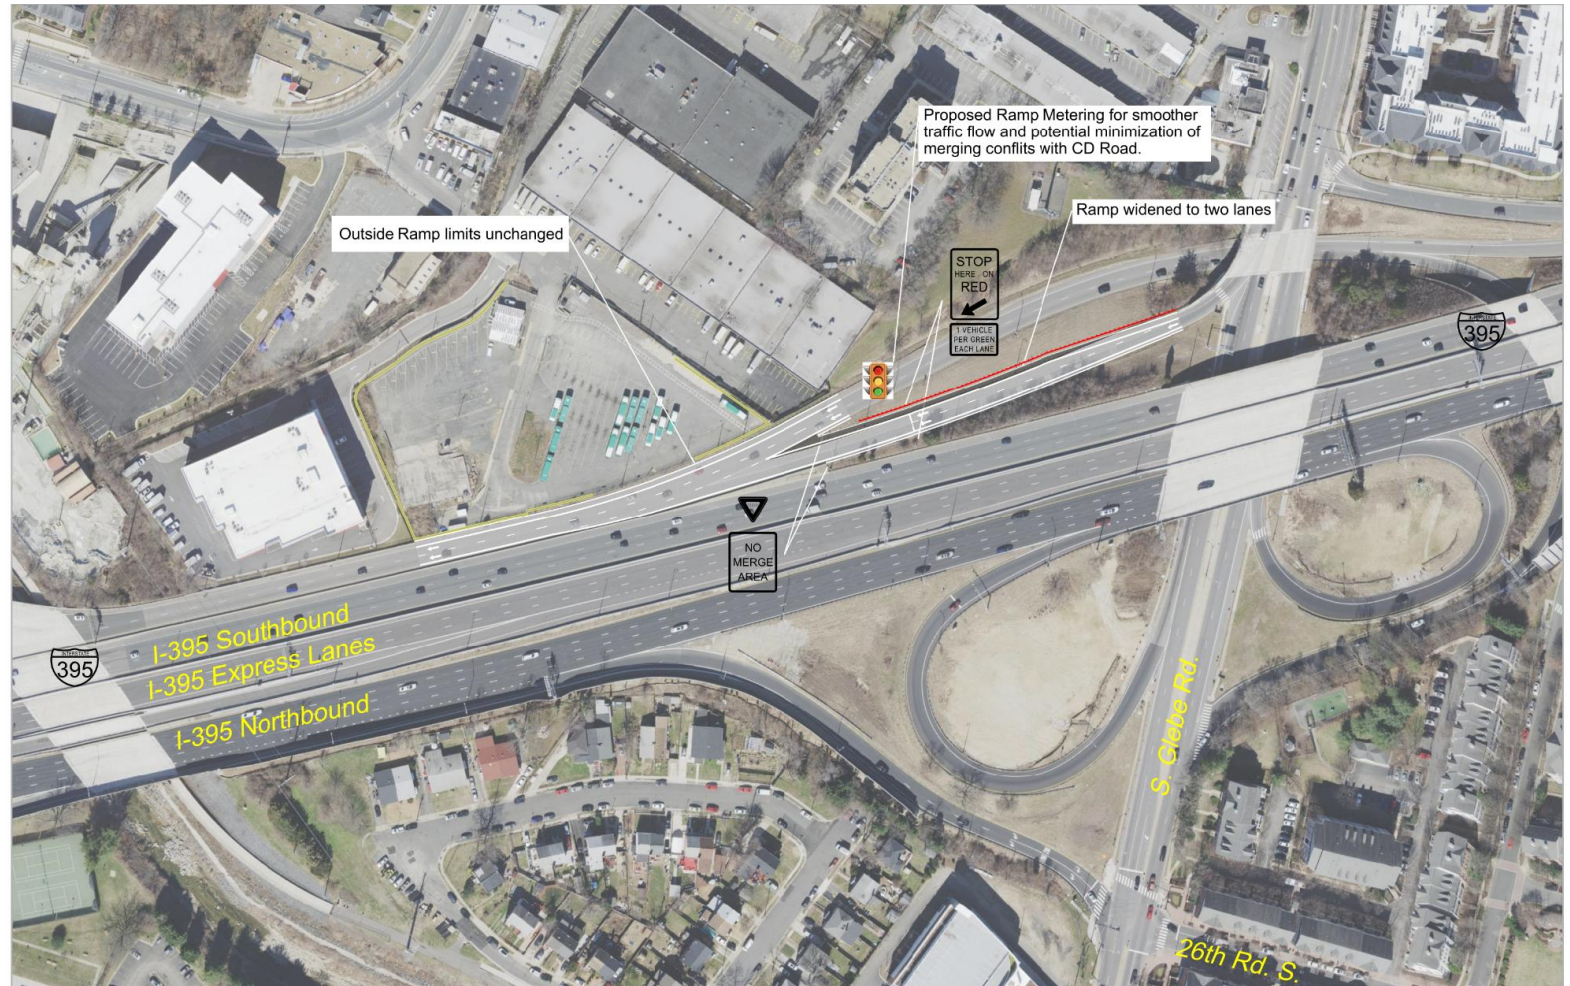 Proposed Ramp Metering for smoother
traffic flow and potential minimization of
merging conflits with CD Road.
Ramp widened to two lanes
Outside Ramp limits unchanged
STOP
HERE ON
RED
1 VEHICLE
PER GREEN
EACH LANE
INTERSTATE
395
NO
MERGE
AREA
I-395 Southbound
I-395 Express Lanes
I-395 Northbound
INTERSTATE
395
S. Glebe Rd.
26th Rd. S.